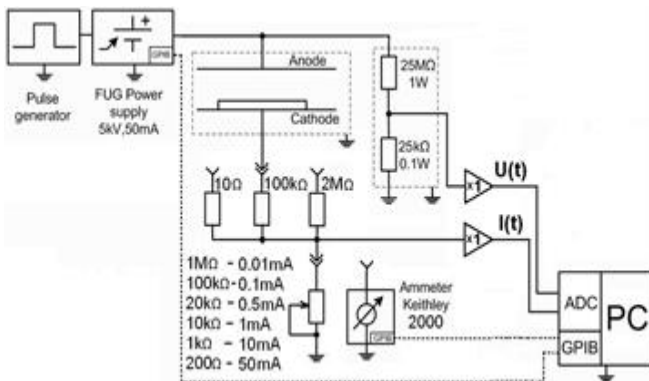 Pulse
generator
GPIB
FUG Power
supply
5kV,50mA
Anode
Cathode
25MΩ
1W
25kΩ
0.1W
x1
U(t)
10Ω
100kΩ
2MΩ
x1
I(t)
1MΩ - 0.01mA
100kΩ - 0.1mA
20kΩ - 0.5mA
10kΩ - 1mA
1kΩ - 10mA
200Ω - 50mA
Ammeter
Keithley
2000
GPIB
ADC
PC
GPIB